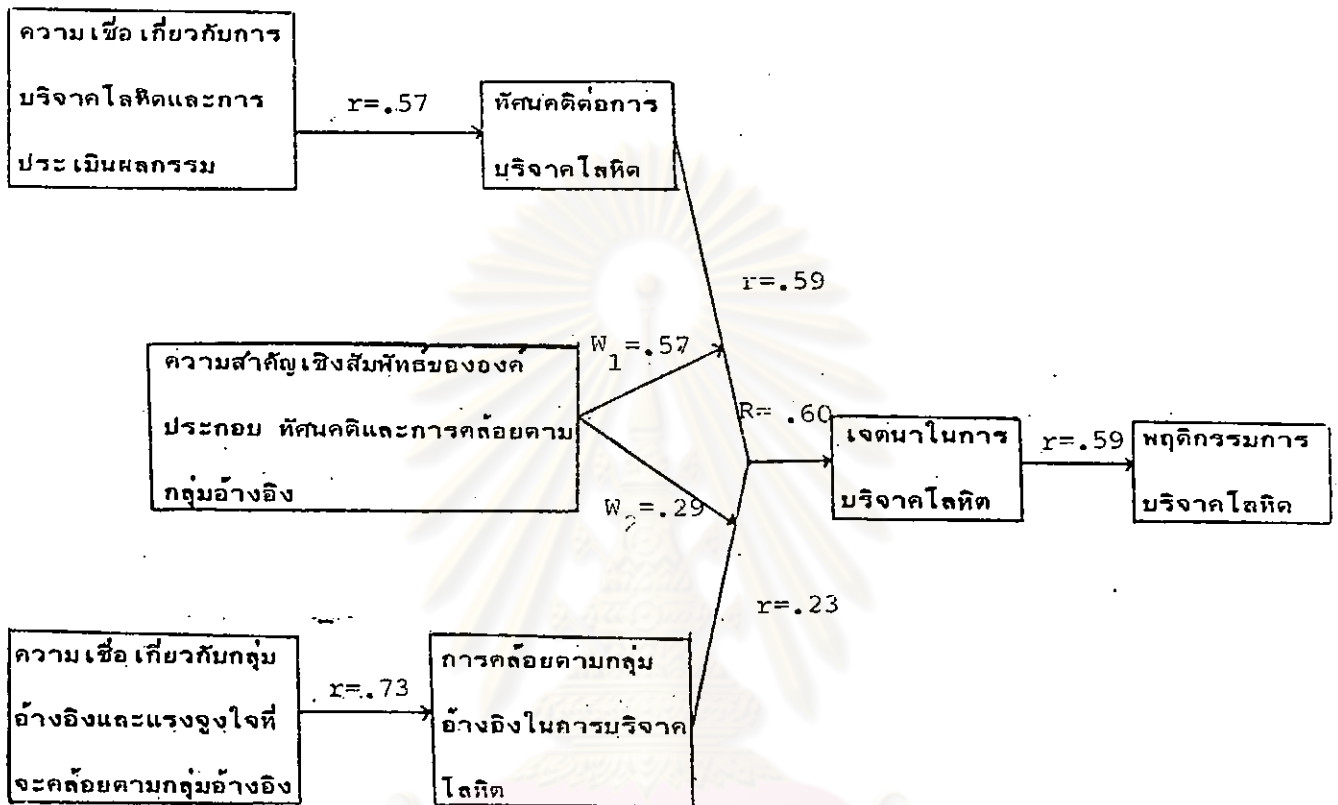 ความเชื่อเกี่ยวกับการ
บริจาคโลหิตและการ
ประเมินผลกรรม
r=.57
ทัศนคติต่อการ
บริจาคโลหิต
r=.59
ความสำคัญเชิงสัมพัทธ์ขององค์
ประกอบ ทัศนคติและการคล้อยตาม
กลุ่มอ้างอิง
W1=.57
W2=.29
R= .60
เจตนาในการ
บริจาคโลหิต
r=.59
พฤติกรรมการ
บริจาคโลหิต
r=.23
ความเชื่อเกี่ยวกับกลุ่ม
อ้างอิงและแรงจูงใจที่
จะคล้อยตามกลุ่มอ้างอิง
r=.73
การคล้อยตามกลุ่ม
อ้างอิงในการบริจาค
โลหิต